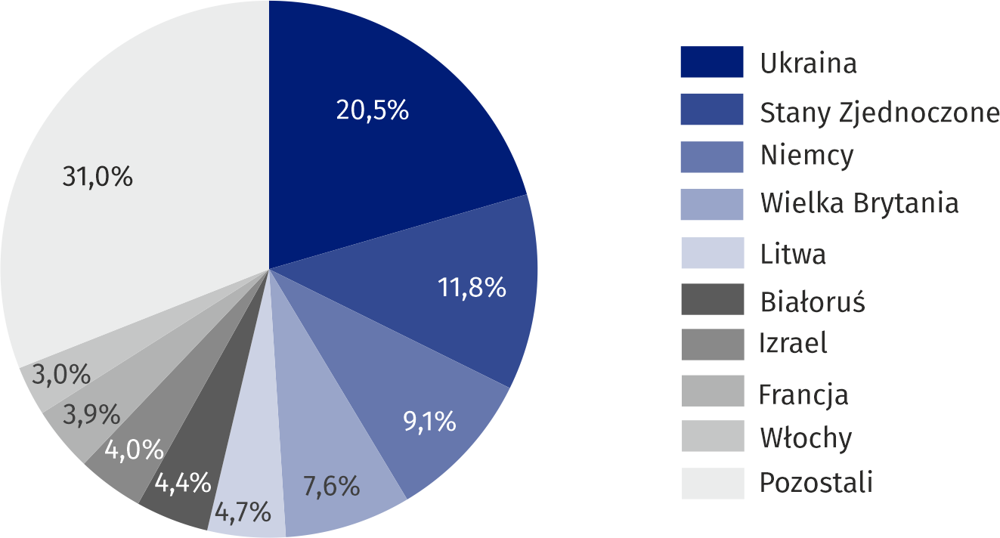 20,5%
11,8%
9,1%
7,6%
4,7%
4,4%
4,0%
3,9%
3,0%
31,0%
Ukraina
Stany Zjednoczone
Niemcy
Wielka Brytania
Litwa
Białoruś
Izrael
Francja
Włochy
Pozostali